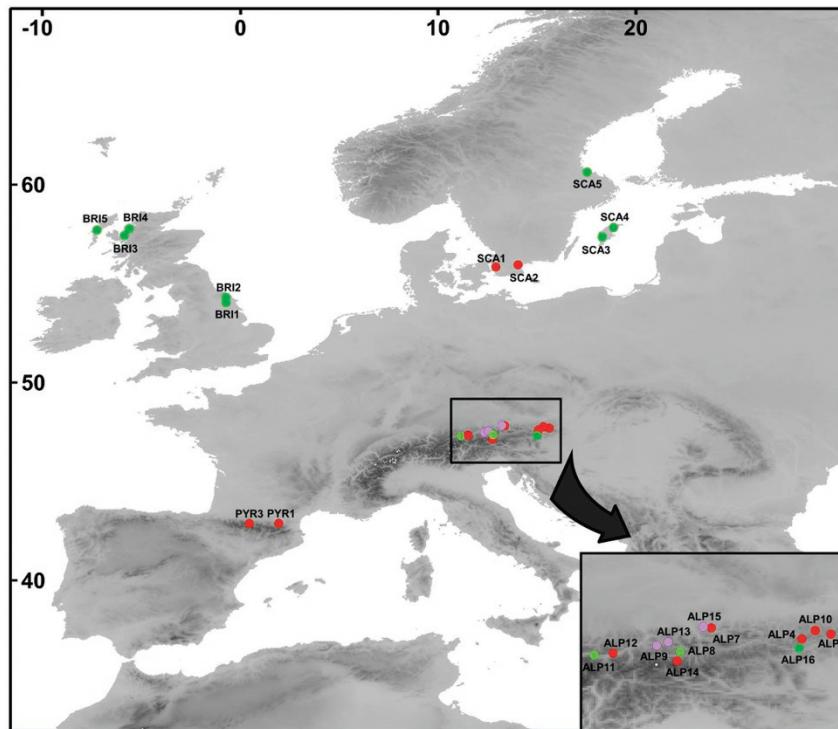 -10 0 10 20
60
SCA5
BRI5 BRI4
BRI3
SCA4
SCA3
SCA1
SCA2
BRI2
BRI1
50
PYR3 PYR1
40
ALP15
ALP10
ALP13
ALP12
ALP7
ALP4
ALP9
ALP8
ALP11
ALP14
ALP16